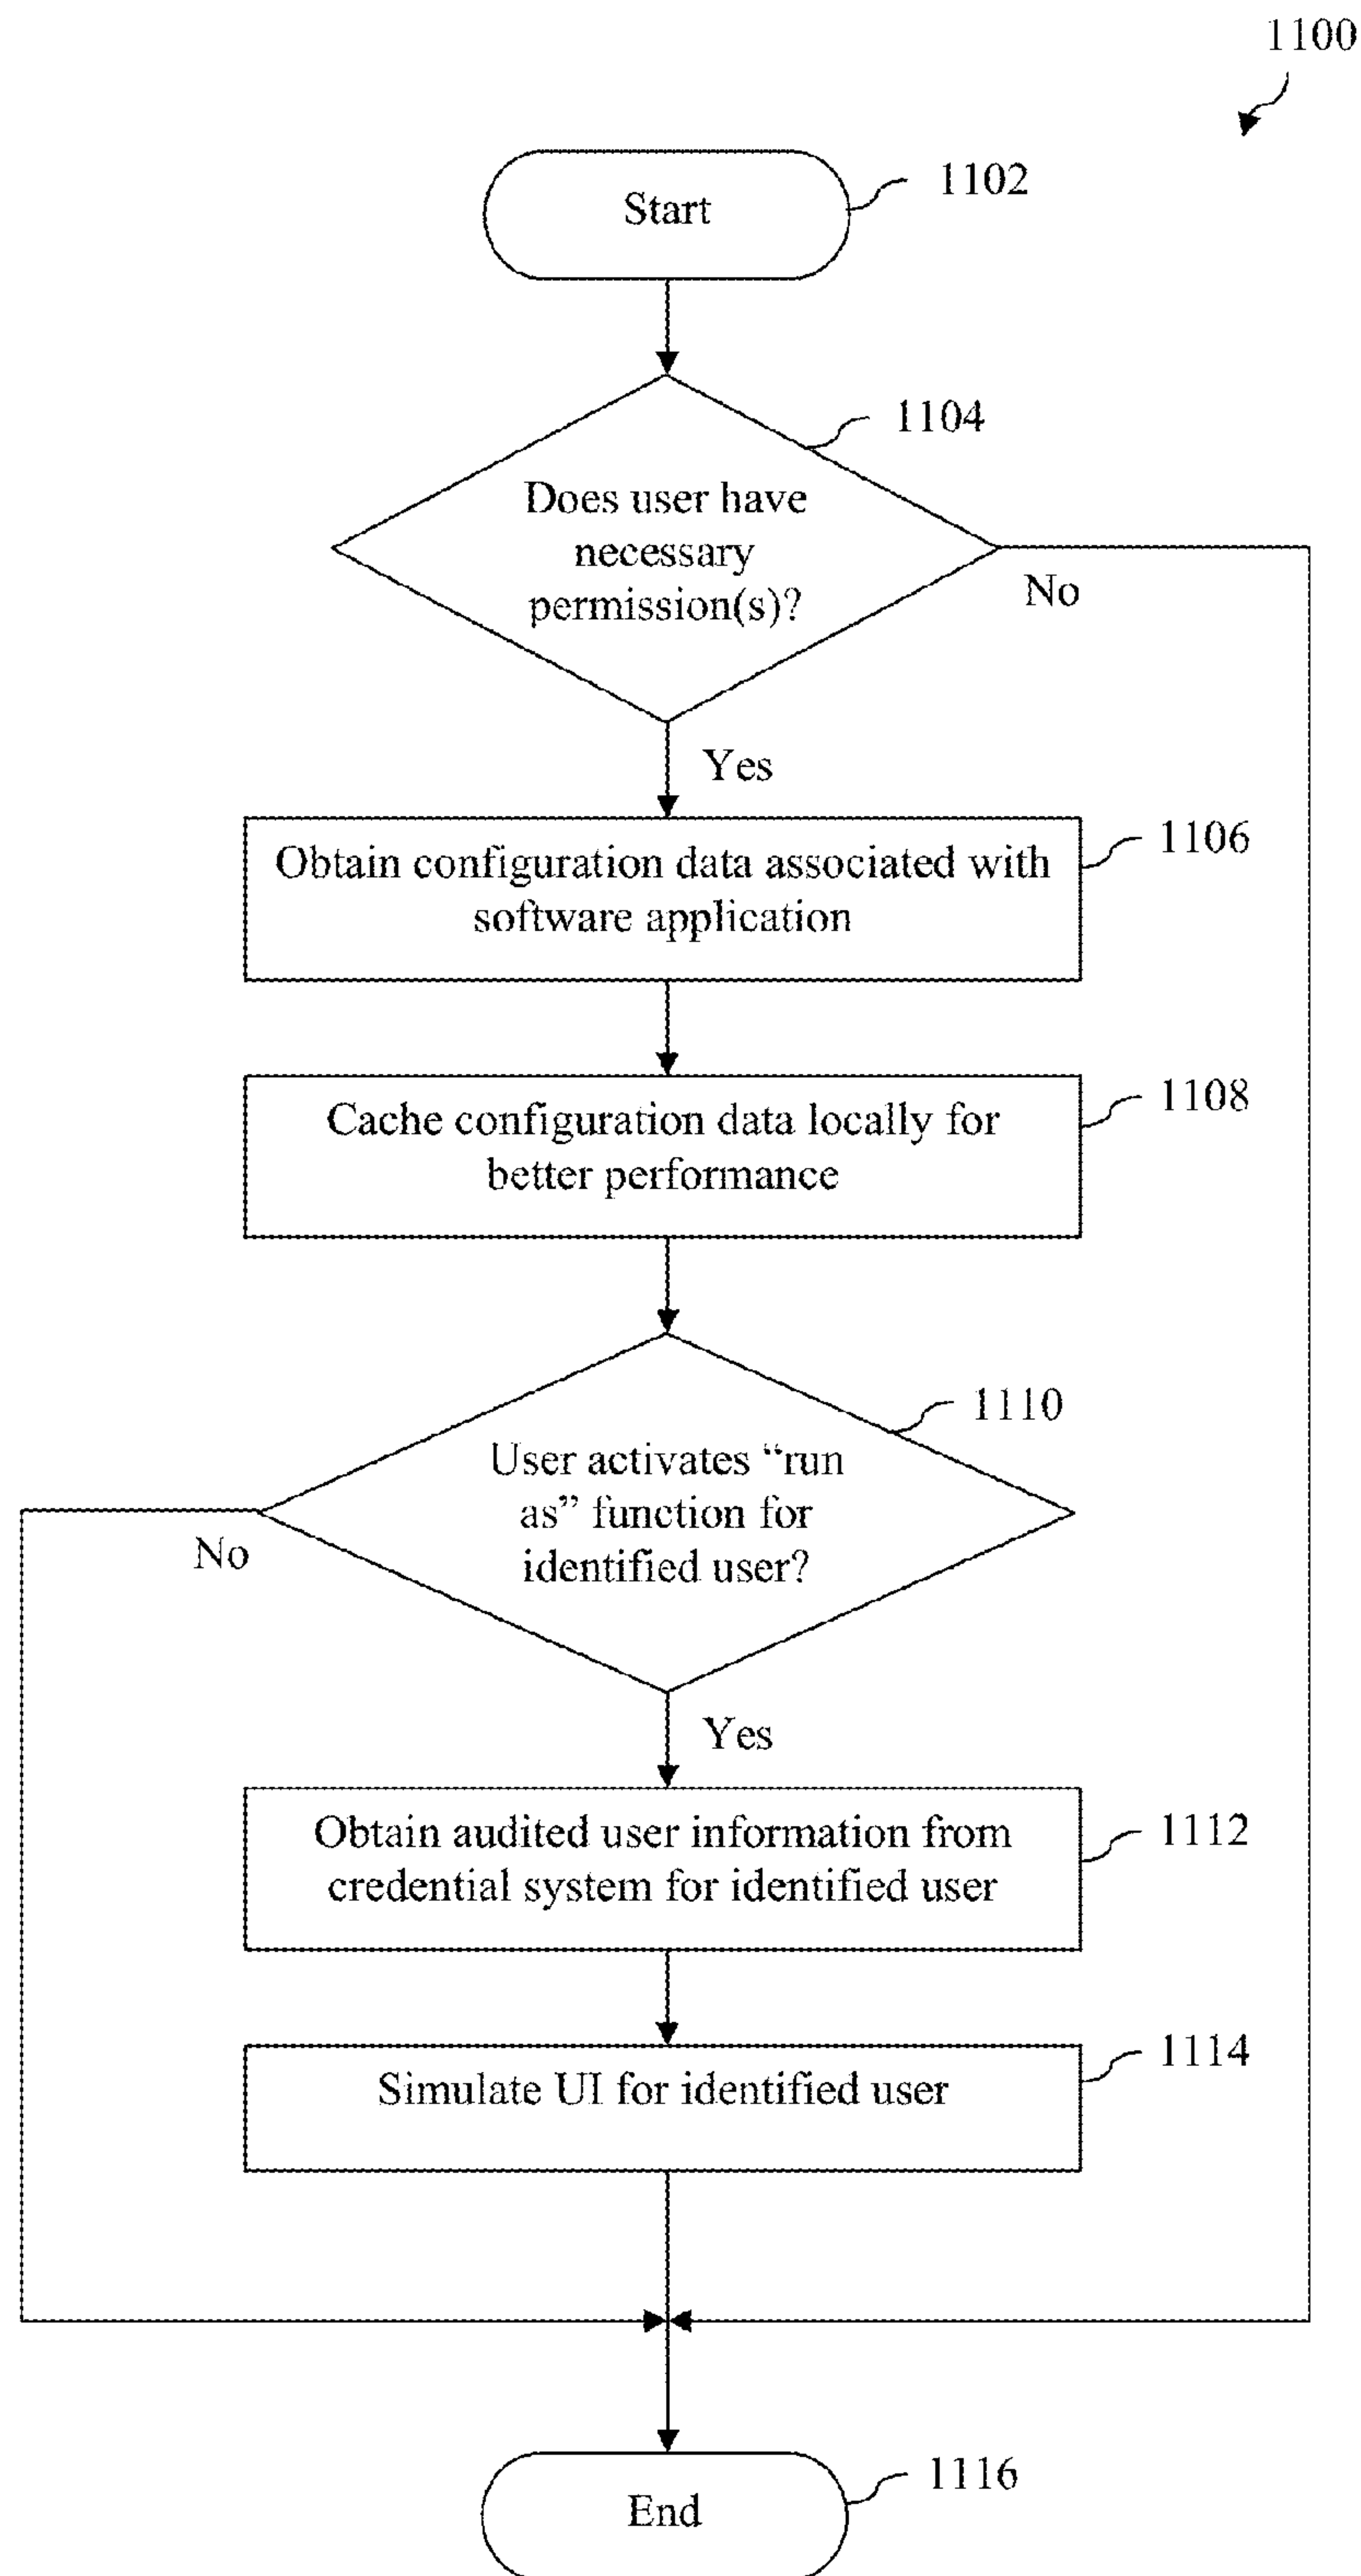 1100
Start
1102
1104
Does user have
necessary
permission(s)?
No
Yes
Obtain configuration data associated with
software application
1106
Cache configuration data locally for
better performance
1108
1110
User activates “run
as” function for
identified user?
No
Yes
Obtain audited user information from
credential system for identified user
1112
Simulate UI for identified user
1114
End
1116